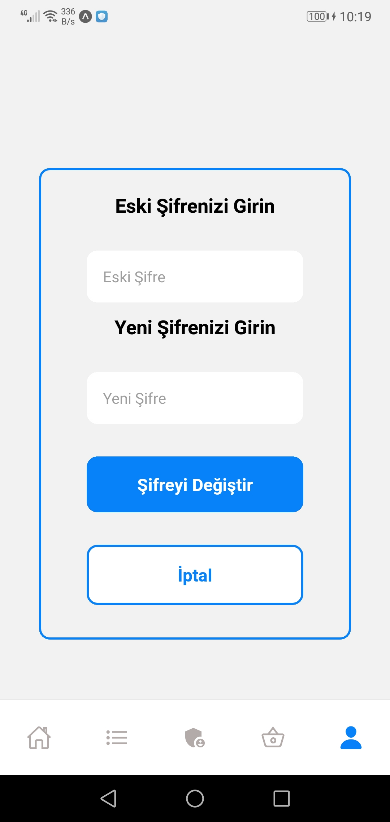 4G 336 B/s 100 10:19
Eski Şifrenizi Girin
Eski Şifre
Yeni Şifrenizi Girin
Yeni Şifre
Şifreyi Değiştir
İptal